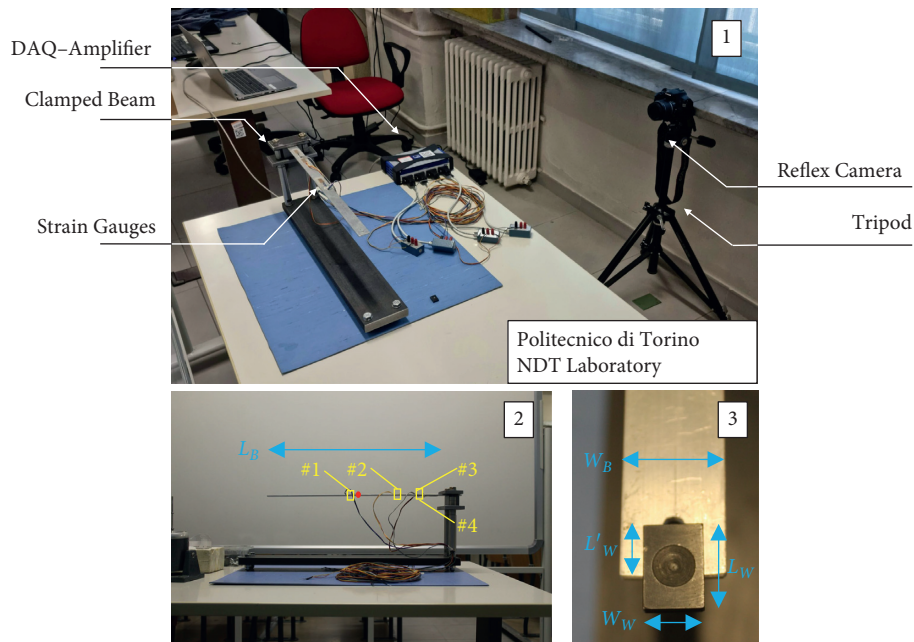 DAQ–Amplifier
Clamped Beam
Strain Gauges
1
Reflex Camera
Tripod
Politecnico di Torino
NDT Laboratory
2
L_B
#1
#2
#3
#4
3
W_B
L'_W
L_W
W_W